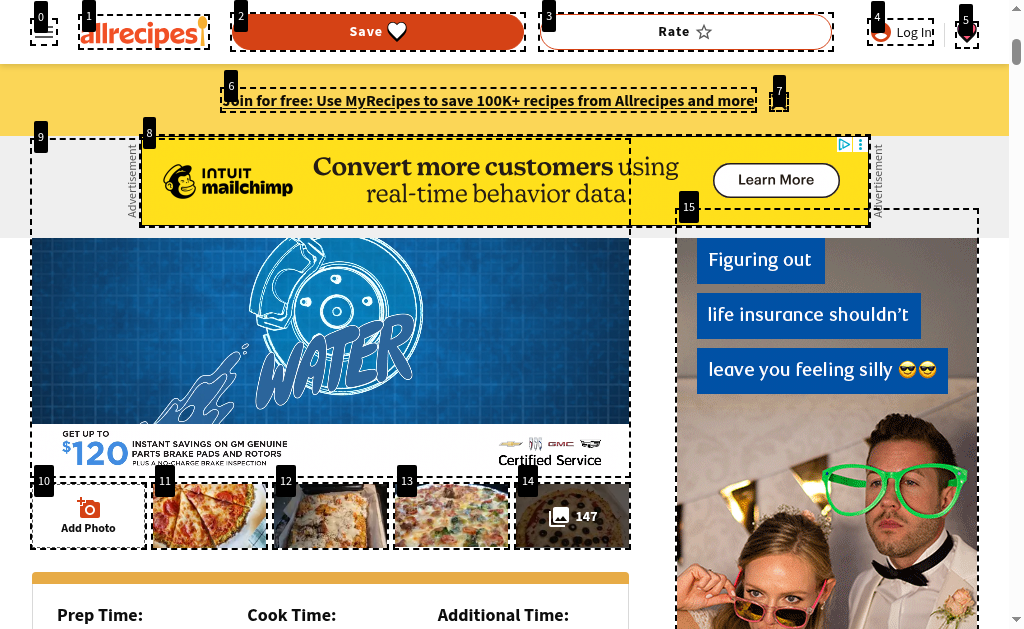 0
1
2
3
4
5
allrecipes
Save
Rate
Log In
6
7
Join for free: Use MyRecipes to save 100K+ recipes from Allrecipes and more
9
8
Advertisement
INTUIT
mailchimp
Convert more customers using
real-time behavior data
Learn More
Advertisement
15
WATER
GET UP TO
$120
INSTANT SAVINGS ON GM GENUINE
PARTS BRAKE PADS AND ROTORS
PLUS A NO-CHARGE BRAKE INSPECTION
GMC
Certified Service
Figuring out
life insurance shouldn't
leave you feeling silly 😎😎
10
11
12
13
14
Add Photo
147
Prep Time:
Cook Time:
Additional Time: